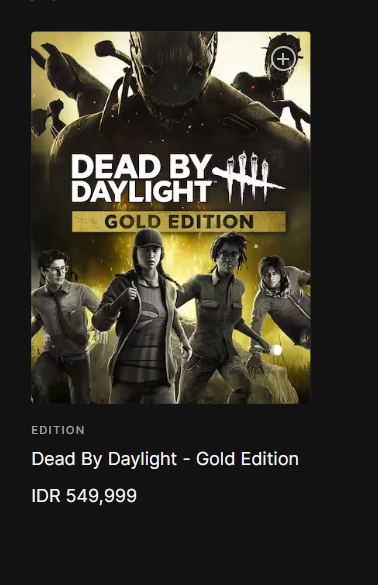 DEAD BY
DAYLIGHT
GOLD EDITION
EDITION
Dead By Daylight - Gold Edition
IDR 549,999